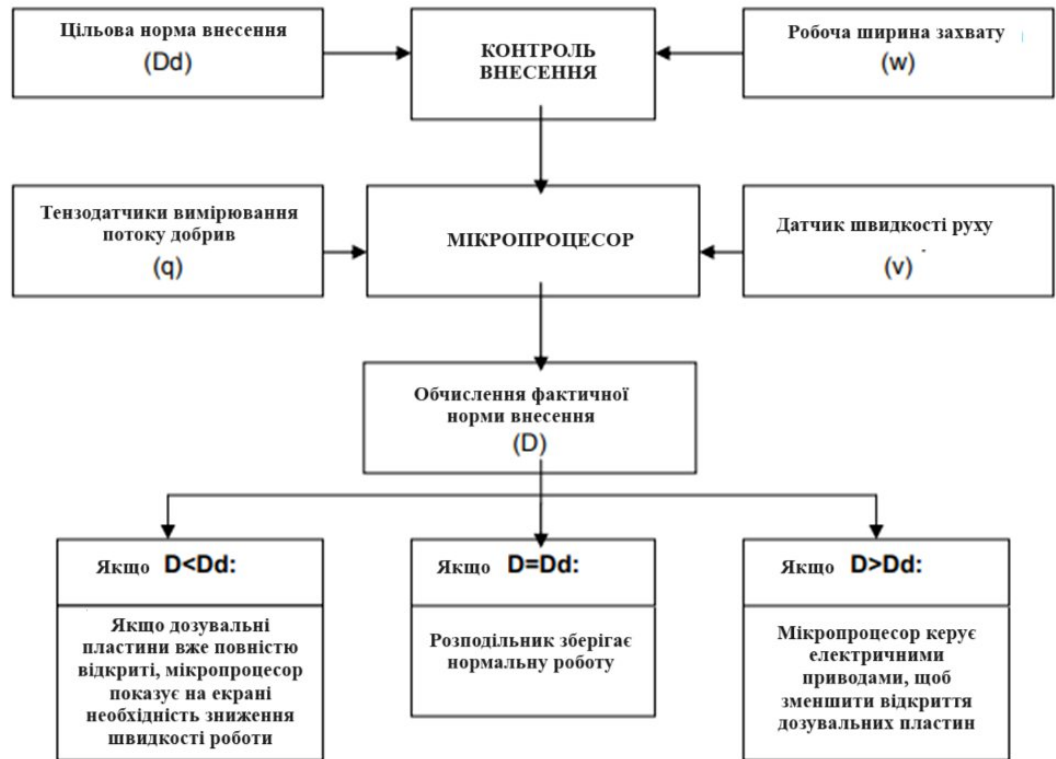 Цільова норма внесення
(Dd)
КОНТРОЛЬ
ВНЕСЕННЯ
Робоча ширина захвату
(w)
Тензодатчики вимірювання
потоку добрив
(q)
МІКРОПРОЦЕСОР
Датчик швидкості руху
(v)
Обчислення фактичної
норми внесення
(D)
Якщо D<Dd:
Якщо дозувальні
пластини вже повністю
відкриті, мікропроцесор
показує на екрані
необхідність зниження
швидкості роботи
Якщо D=Dd:
Розподільник зберігає
нормальну роботу
Якщо D>Dd:
Мікропроцесор керує
електричними
приводами, щоб
зменшити відкриття
дозувальних пластин